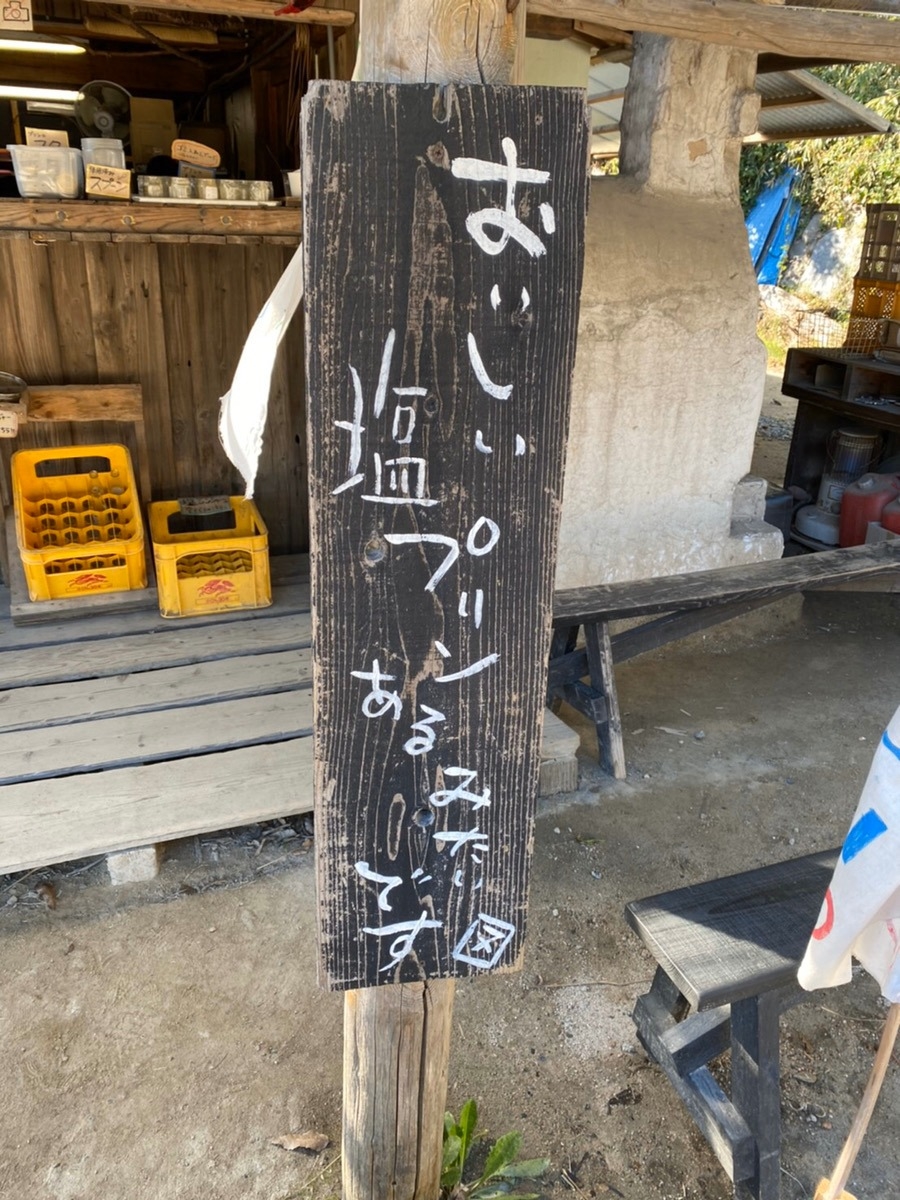 おいしい
塩プリン
あるみたい
です